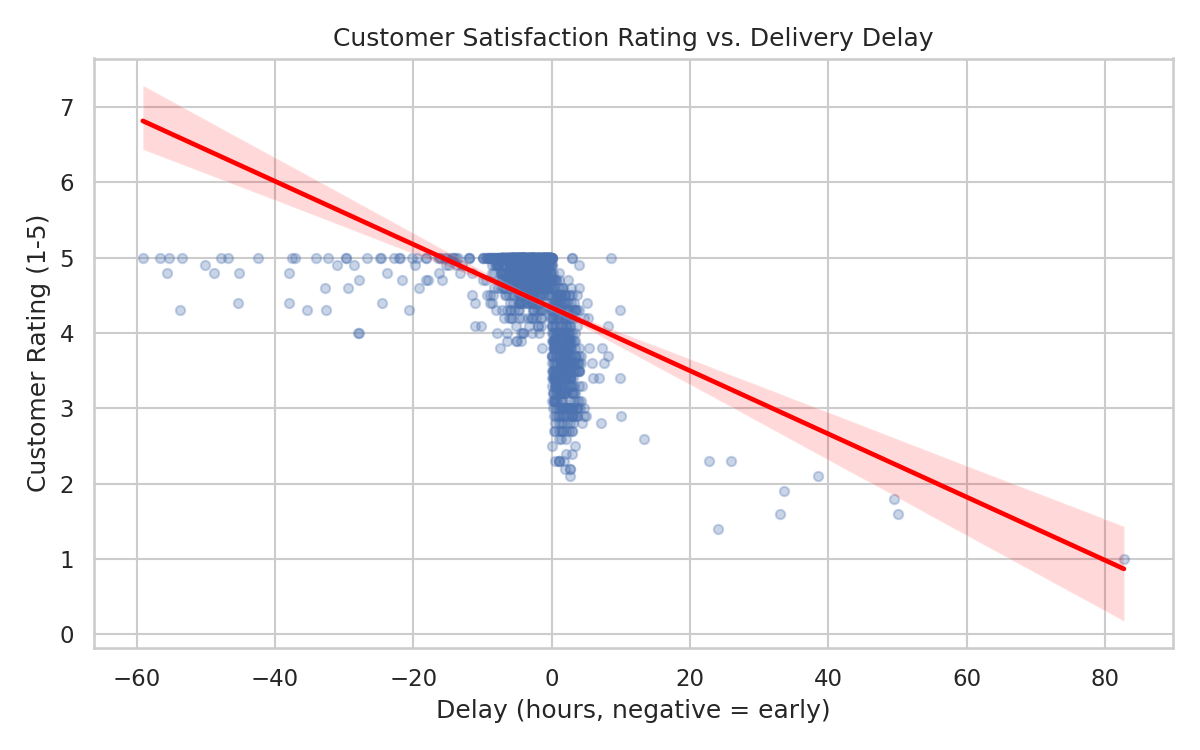 Customer Satisfaction Rating vs. Delivery Delay
Customer Rating (1-5)
7
6
5
4
3
2
1
0
−60 −40 −20 0 20 40 60 80
Delay (hours, negative = early)